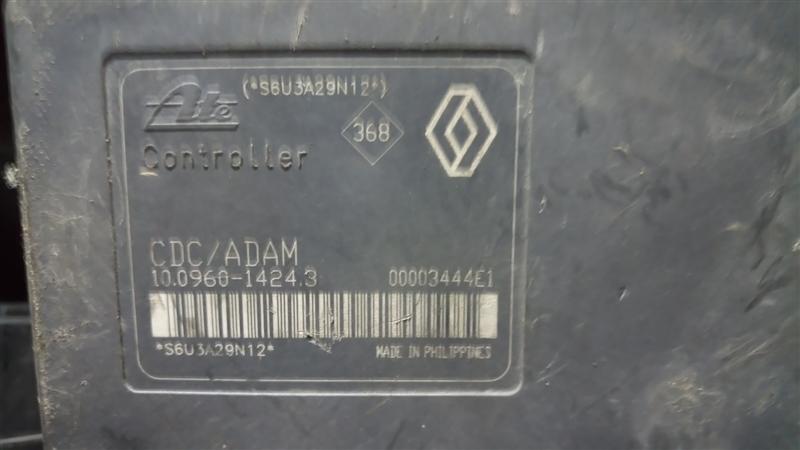 (*S6U3A29N12*)
Ate
368
Controller
CDC/ADAM
10.0960-1424.3
00003444E1
*S6U3A29N12*
MADE IN PHILIPPINES